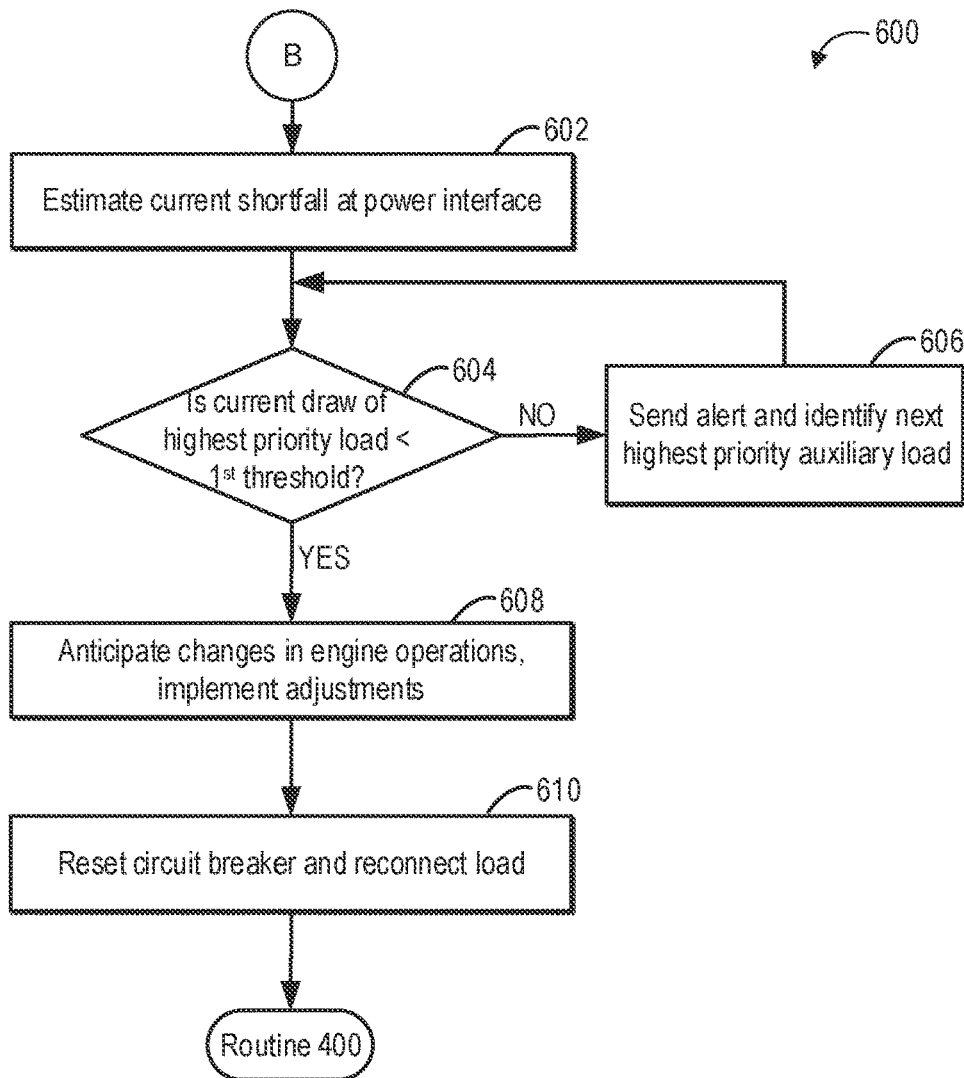 B
600
602
Estimate current shortfall at power interface
604
Is current draw of
highest priority load <
1st threshold?
NO
606
Send alert and identify next
highest priority auxiliary load
YES
608
Anticipate changes in engine operations,
implement adjustments
610
Reset circuit breaker and reconnect load
Routine 400